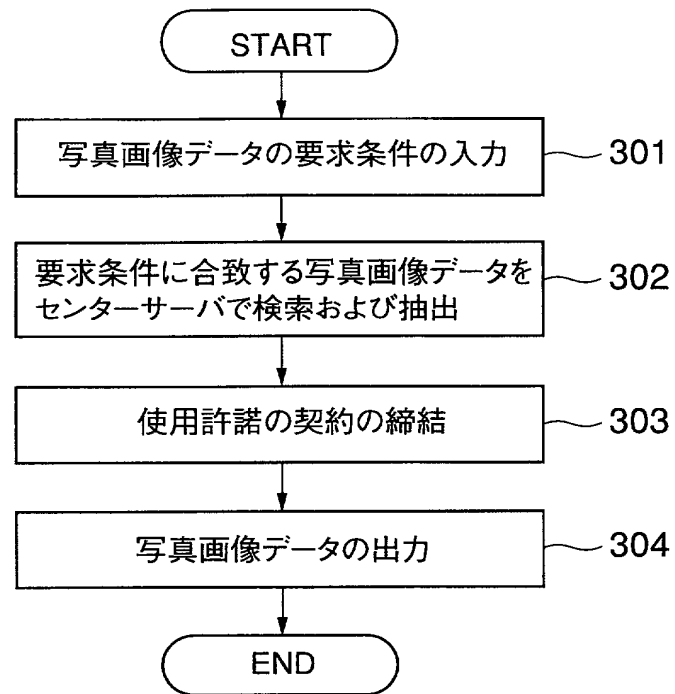 START
写真画像データの要求条件の入力
301
要求条件に合致する写真画像データを
センターサーバで検索および抽出
302
使用許諾の契約の締結
303
写真画像データの出力
304
END